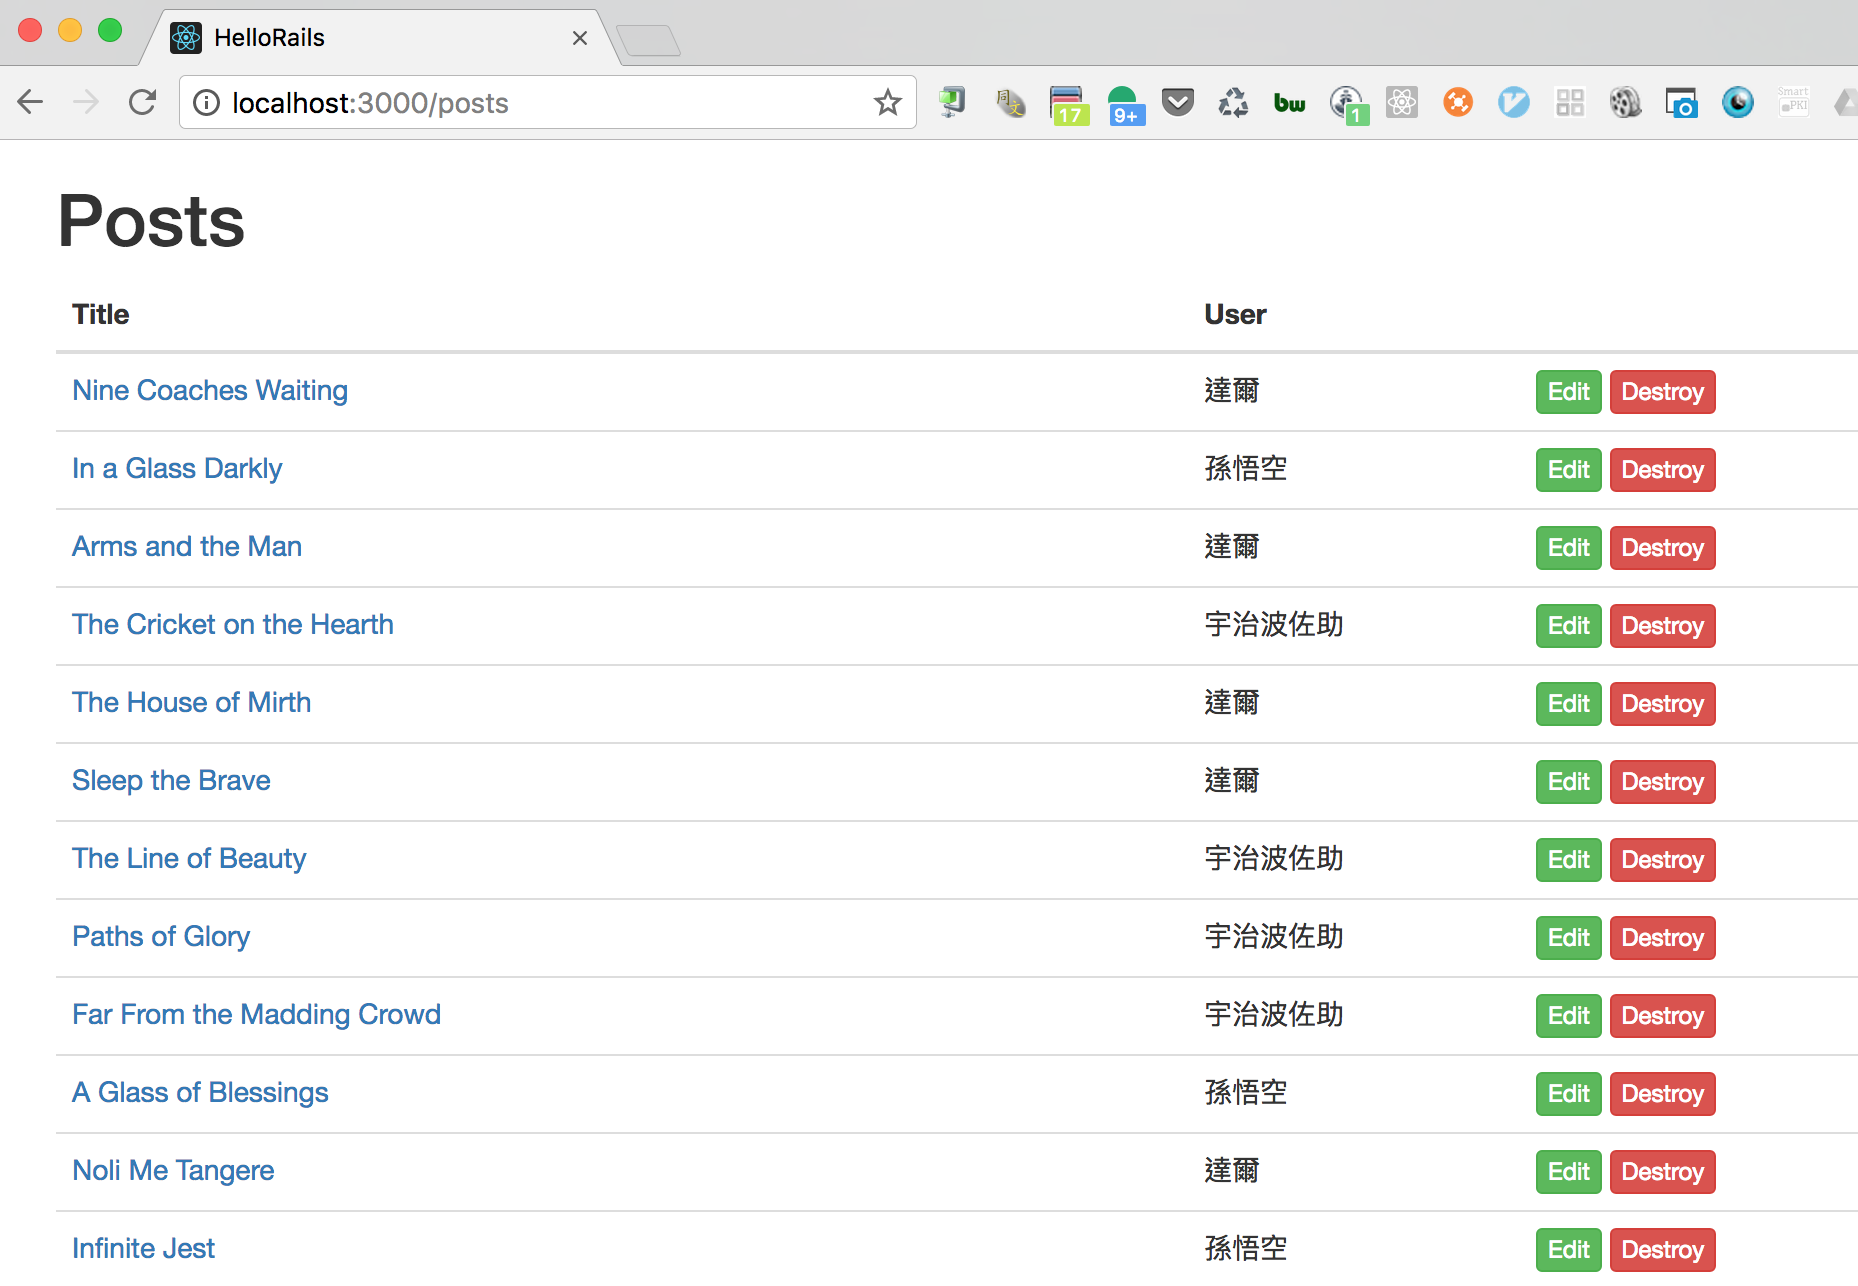 HelloRails
localhost:3000/posts
17
9+
bw
1
Smart
PKI
Posts
Title User
Nine Coaches Waiting 達爾 Edit Destroy
In a Glass Darkly 孫悟空 Edit Destroy
Arms and the Man 達爾 Edit Destroy
The Cricket on the Hearth 宇治波佐助 Edit Destroy
The House of Mirth 達爾 Edit Destroy
Sleep the Brave 達爾 Edit Destroy
The Line of Beauty 宇治波佐助 Edit Destroy
Paths of Glory 宇治波佐助 Edit Destroy
Far From the Madding Crowd 宇治波佐助 Edit Destroy
A Glass of Blessings 孫悟空 Edit Destroy
Noli Me Tangere 達爾 Edit Destroy
Infinite Jest 孫悟空 Edit Destroy